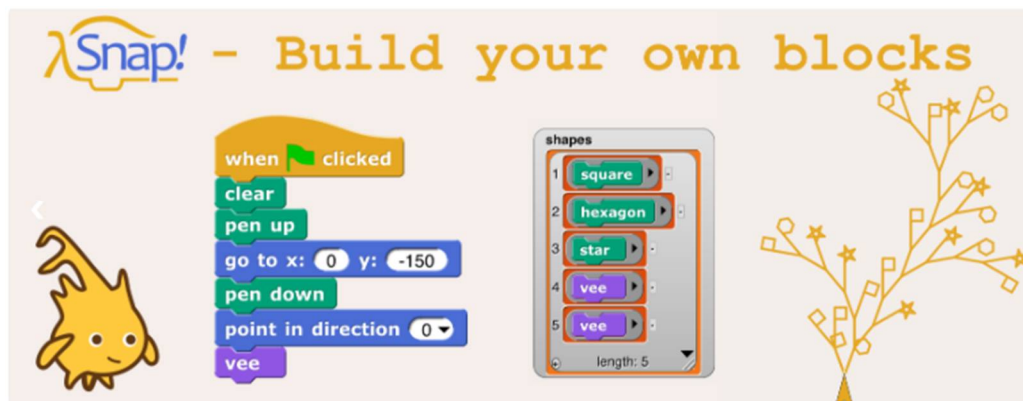 λSnap! - Build your own blocks
when clicked
clear
pen up
go to x: 0 y: -150
pen down
point in direction 0
vee
shapes
1 square
2 hexagon
3 star
4 vee
5 vee
length: 5